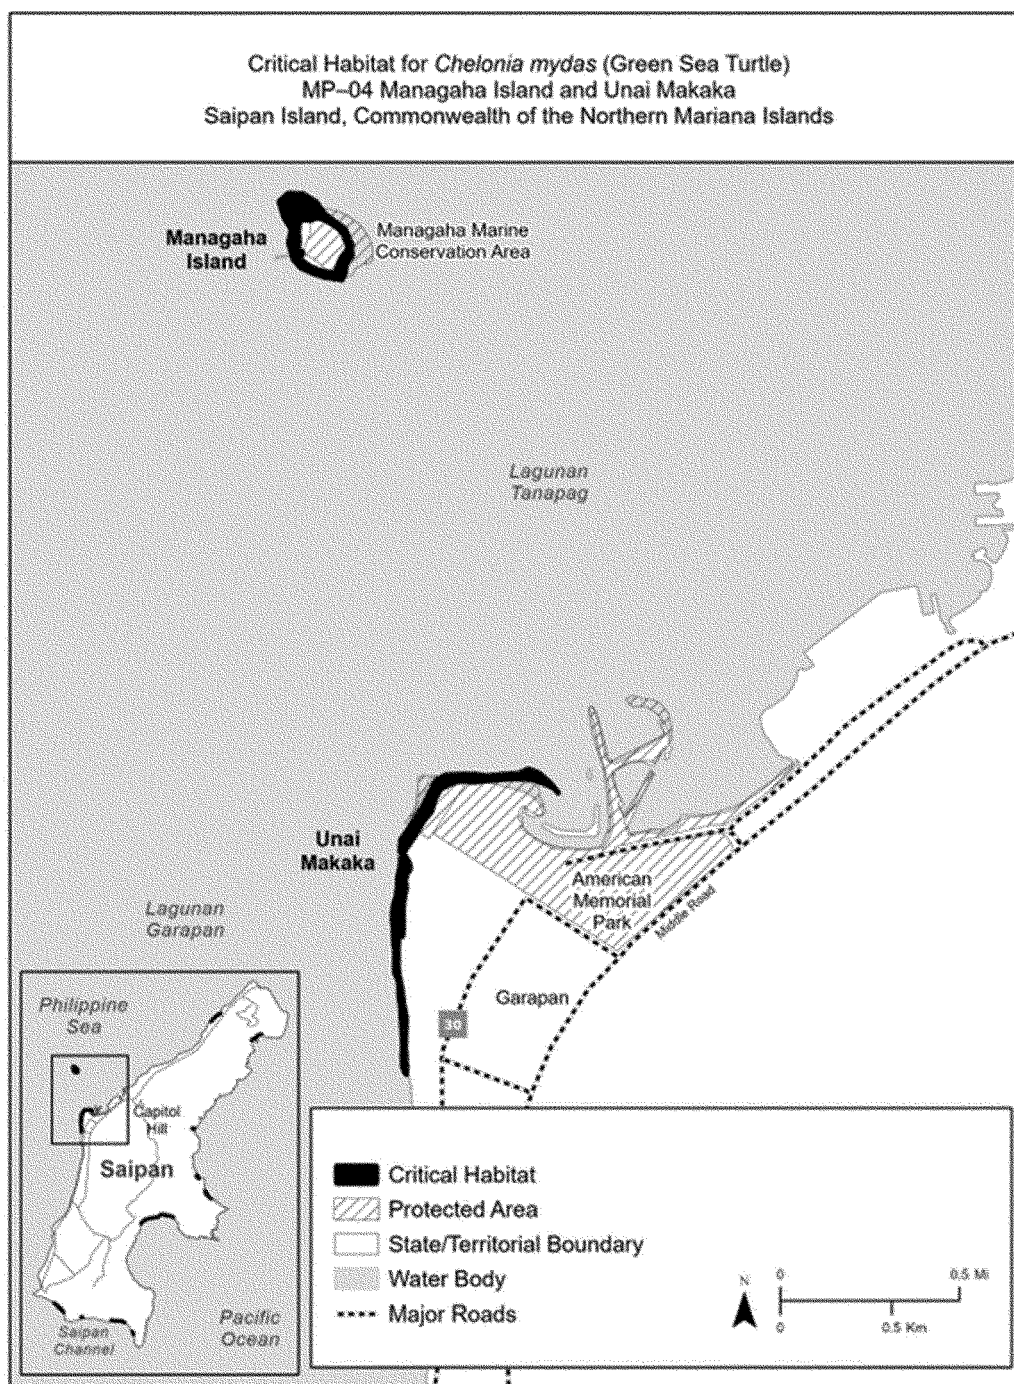 Critical Habitat for Chelonia mydas (Green Sea Turtle)
MP–04 Managaha Island and Unai Makaka
Saipan Island, Commonwealth of the Northern Mariana Islands
Managaha
Island
Managaha Marine
Conservation Area
Lagunan
Tanapag
Unai
Makaka
American
Memorial
Park
Middle Road
Lagunan
Garapan
Garapan
30
Philippine
Sea
Capitol
Hill
Saipan
Saipan
Channel
Pacific
Ocean
Critical Habitat
Protected Area
State/Territorial Boundary
Water Body
Major Roads
N
0 0.5 Mi
0 0.5 Km